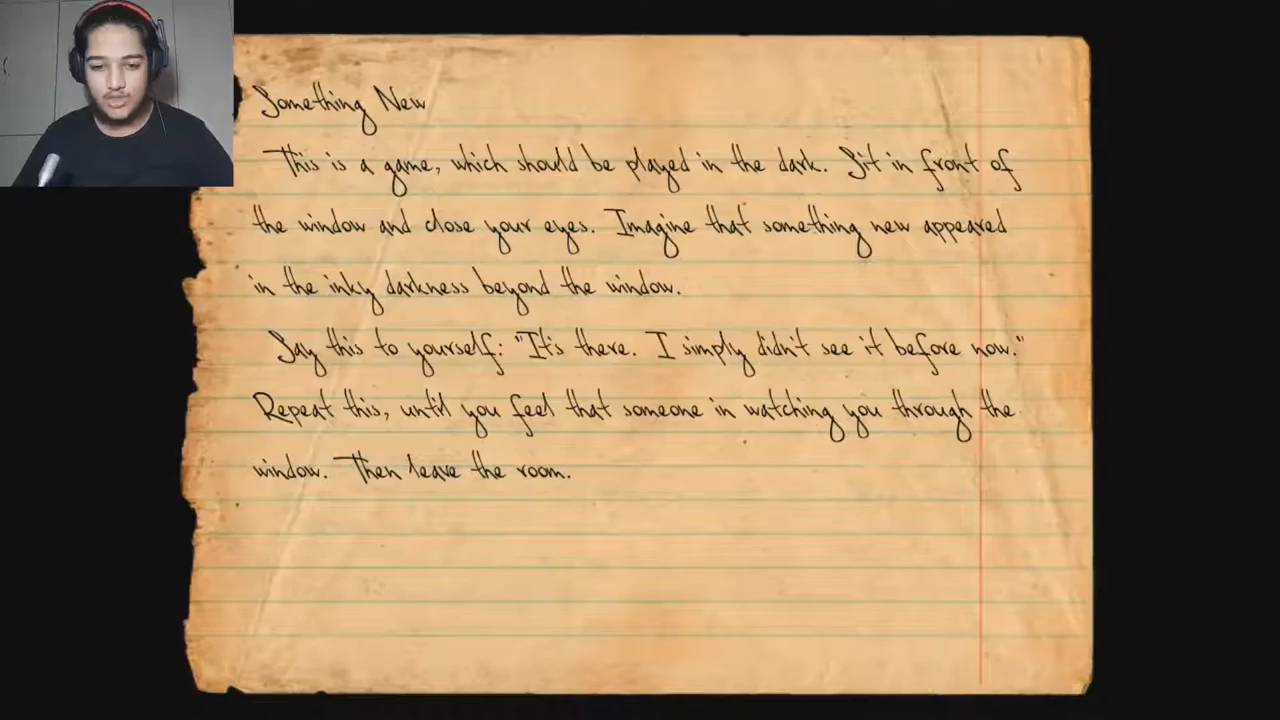 Something New
This is a game, which should be played in the dark. Sit in front of
the window and close your eyes. Imagine that something new appeared
in the inky darkness beyond the window.
Say this to yourself: "It's there. I simply didn't see it before now."
Repeat this, until you feel that someone in watching you through the
window. Then leave the room.